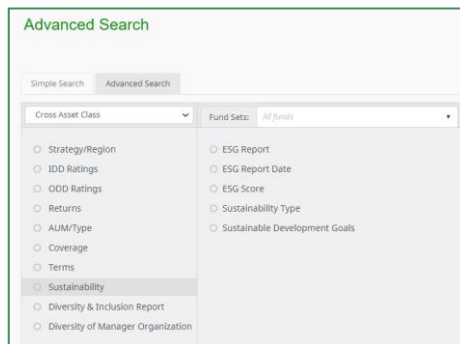 Advanced Search
Simple Search Advanced Search
Cross Asset Class Fund Sets: All funds
Strategy/Region
IDD Ratings
ODD Ratings
Returns
AUM/Type
Coverage
Terms
Sustainability
Diversity & Inclusion Report
Diversity of Manager Organization
ESG Report
ESG Report Date
ESG Score
Sustainability Type
Sustainable Development Goals